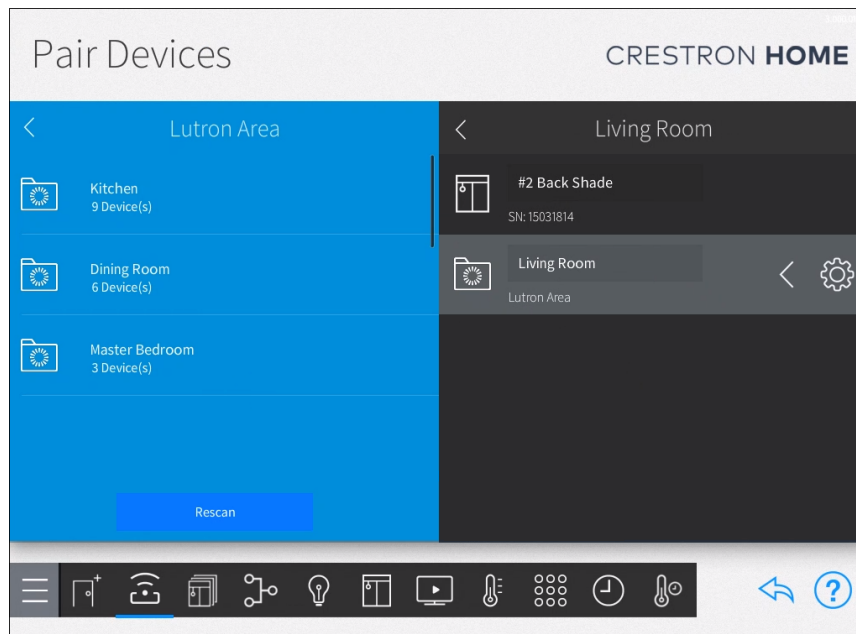 Pair Devices
CRESTRON HOME
Lutron Area
Kitchen
9 Device(s)
Dining Room
6 Device(s)
Master Bedroom
3 Device(s)
Rescan
Living Room
#2 Back Shade
SN: 15031814
Living Room
Lutron Area
?